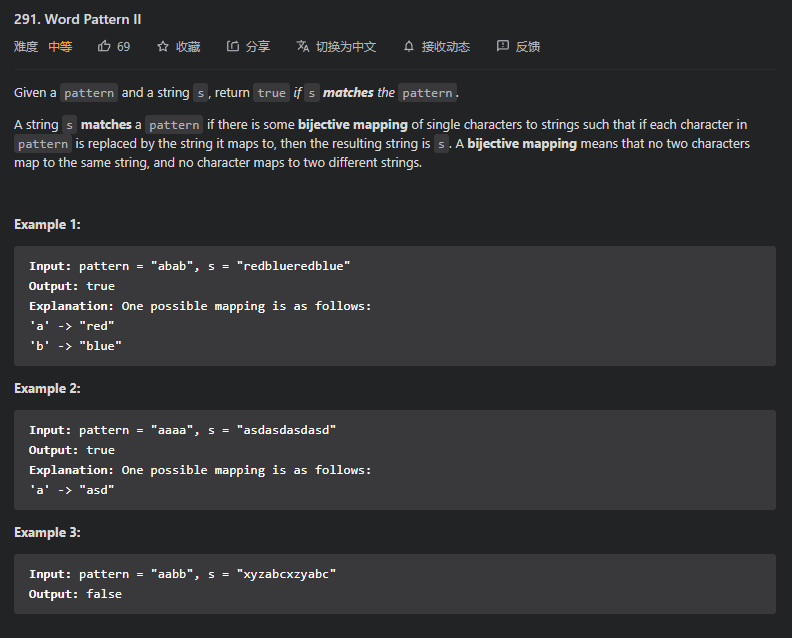 291. Word Pattern II
难度 中等 69 收藏 分享 切换为中文 接收动态 反馈
Given a pattern and a string s, return true if s matches the pattern.
A string s matches a pattern if there is some bijective mapping of single characters to strings such that if each character in
pattern is replaced by the string it maps to, then the resulting string is s. A bijective mapping means that no two characters
map to the same string, and no character maps to two different strings.
Example 1:
Input: pattern = "abab", s = "redblueredblue"
Output: true
Explanation: One possible mapping is as follows:
'a' -> "red"
'b' -> "blue"
Example 2:
Input: pattern = "aaaa", s = "asdasdasdasd"
Output: true
Explanation: One possible mapping is as follows:
'a' -> "asd"
Example 3:
Input: pattern = "aabb", s = "xyzabcxzyabc"
Output: false